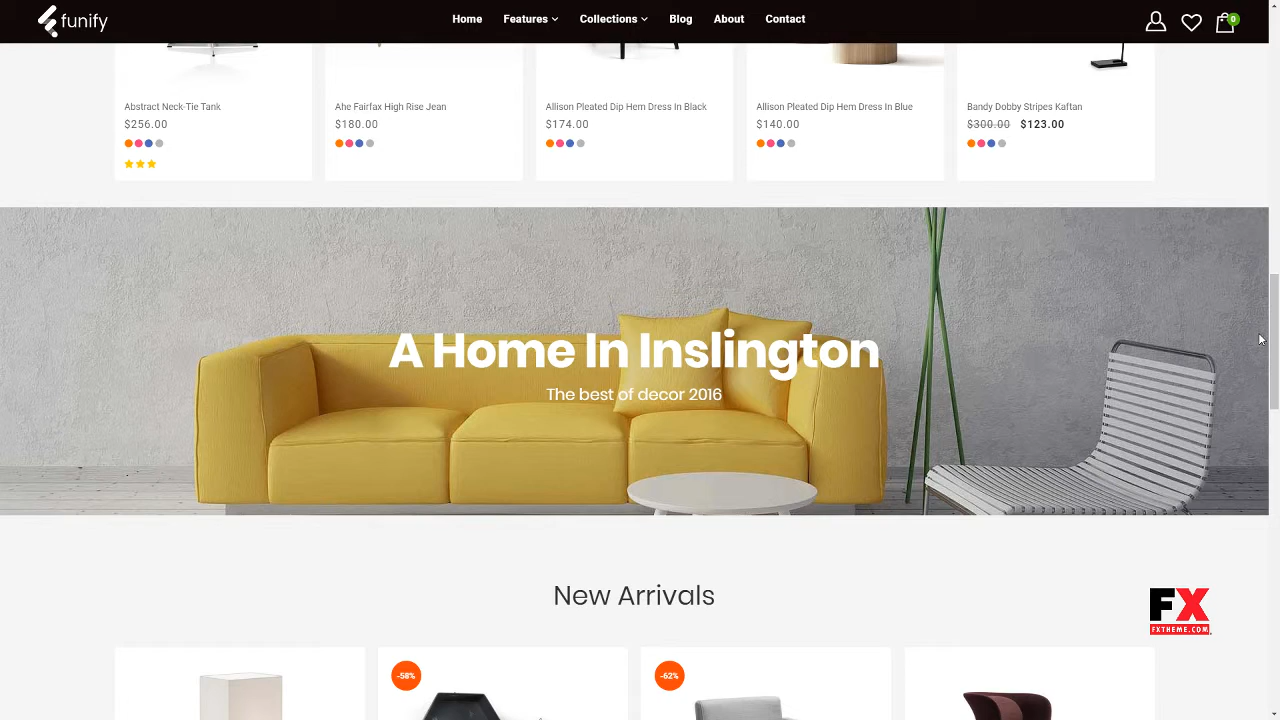 funify
Home
Features
Collections
Blog
About
Contact
0
Abstract Neck-Tie Tank
$256.00
Ahe Fairfax High Rise Jean
$180.00
Allison Pleated Dip Hem Dress In Black
$174.00
Allison Pleated Dip Hem Dress In Blue
$140.00
Bandy Dobby Stripes Kaftan
$300.00 $123.00
A Home In Inslington
The best of decor 2016
New Arrivals
FX
FXTHEME.COM
-58%
-62%